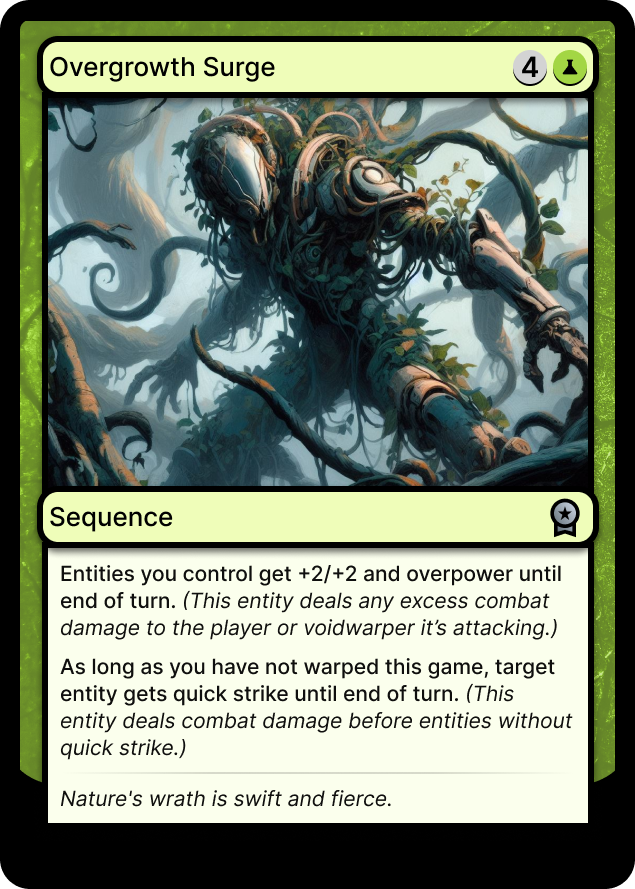 Overgrowth Surge
4
Sequence
Entities you control get +2/+2 and overpower until
end of turn. (This entity deals any excess combat
damage to the player or voidwarper it’s attacking.)
As long as you have not warped this game, target
entity gets quick strike until end of turn. (This
entity deals combat damage before entities without
quick strike.)
Nature's wrath is swift and fierce.